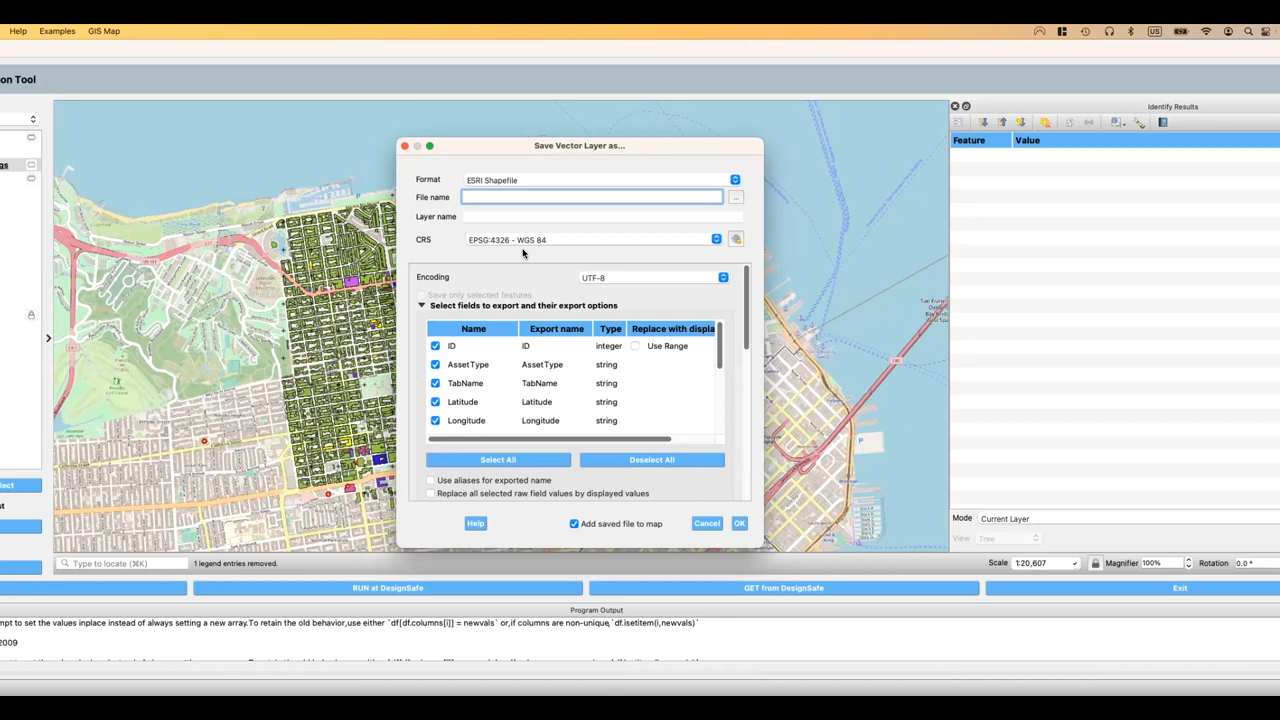 Help Examples GIS Map
US
on Tool
Identify Results
Save Vector Layer as...
Feature Value
gs
Format ESRI Shapefile
File name ...
Layer name
CRS EPSG:4326 - WGS 84
Encoding UTF-8
Save only selected features
Select fields to export and their export options
Name Export name Type Replace with displa
ID ID integer Use Range
AssetType AssetType string
TabName TabName string
Latitude Latitude string
Longitude Longitude string
Select All Deselect All
Use aliases for exported name
Replace all selected raw field values by displayed values
lect
t
Mode Current Layer
Help Add saved file to map Cancel OK
View Tree
Type to locate (⌘K) 1 legend entries removed. Scale 1:20,607 Magnifier 100% Rotation 0.0 °
RUN at DesignSafe GET from DesignSafe Exit
Program Output
mpt to set the values inplace instead of always setting a new array.To retain the old behavior,use either `df[df.columns[i]] = newvals` or,if columns are non-unique,`df.isetitem(i,newvals)`
2009